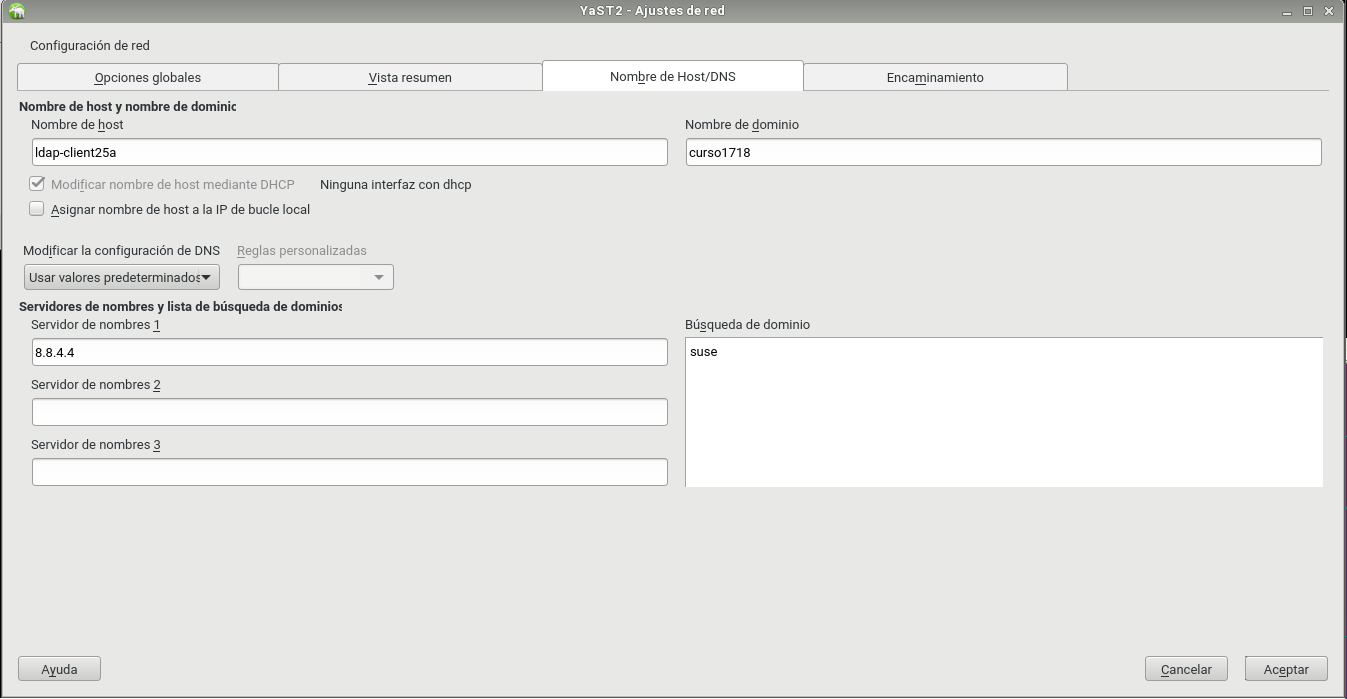 YaST2 - Ajustes de red
Configuración de red
Opciones globales
Vista resumen
Nombre de Host/DNS
Encaminamiento
Nombre de host y nombre de dominic
Nombre de host
Nombre de dominio
ldap-client25a
curso1718
Modificar nombre de host mediante DHCP
Ninguna interfaz con dhcp
Asignar nombre de host a la IP de bucle local
Modificar la configuración de DNS
Reglas personalizadas
Usar valores predeterminados
Servidores de nombres y lista de búsqueda de dominios
Servidor de nombres 1
Búsqueda de dominio
8.8.4.4
suse
Servidor de nombres 2
Servidor de nombres 3
Ayuda
Cancelar
Aceptar